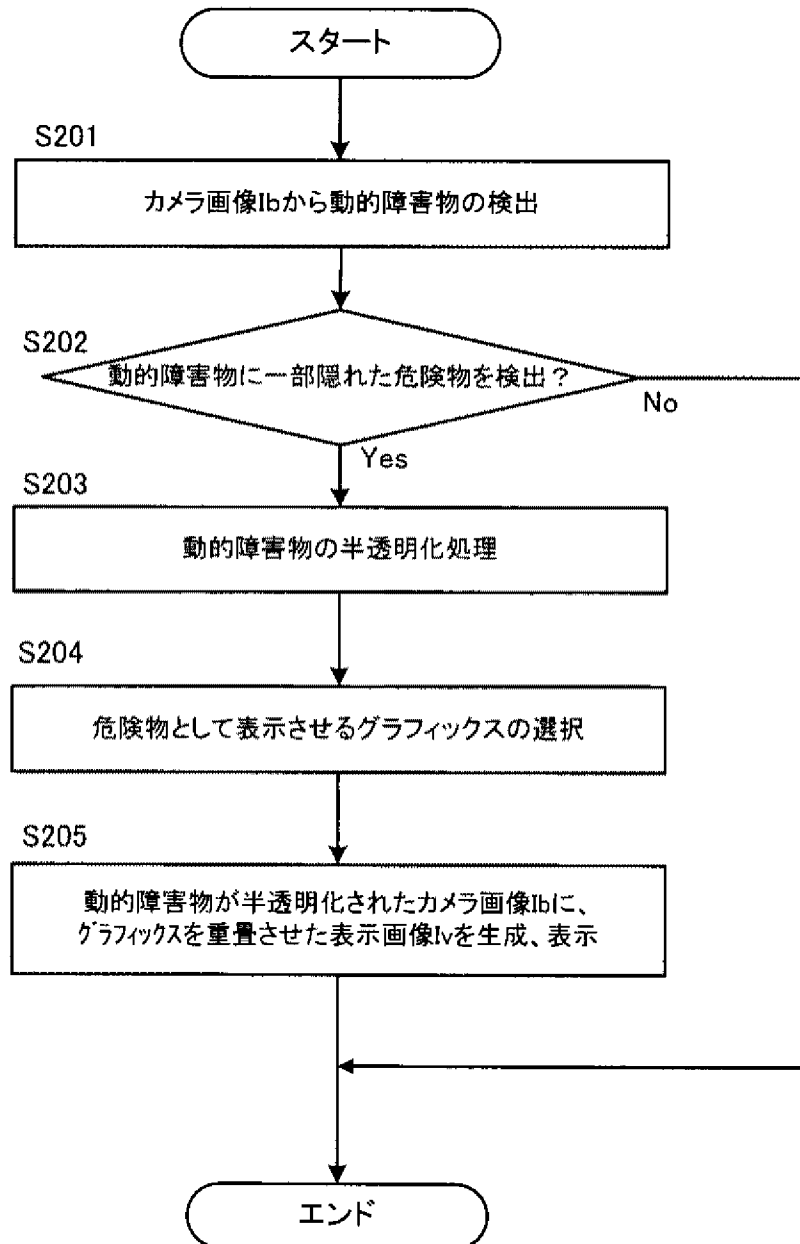 スタート
S201
カメラ画像Ibから動的障害物の検出
S202
動的障害物に一部隠れた危険物を検出？
No
Yes
S203
動的障害物の半透明化処理
S204
危険物として表示させるグラフィックスの選択
S205
動的障害物が半透明化されたカメラ画像Ibに、
グラフィックスを重畳させた表示画像Ivを生成、表示
エンド